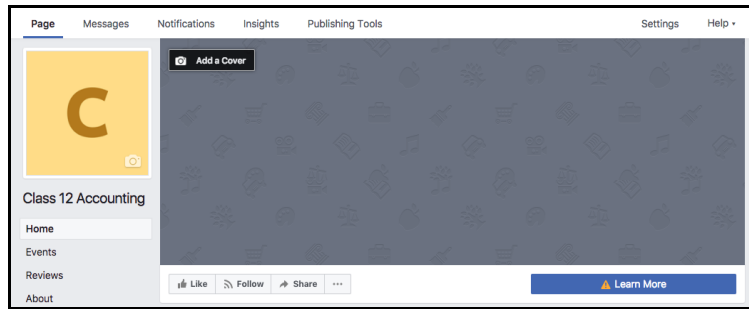 Page Messages Notifications Insights Publishing Tools Settings Help
Add a Cover
C
Class 12 Accounting
Home
Events
Reviews
About
Like Follow Share ...
Learn More